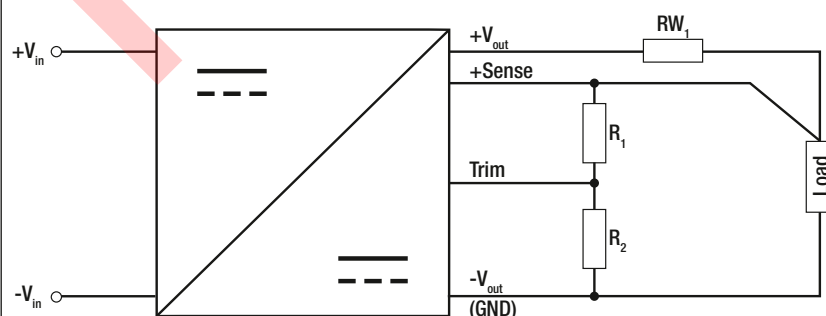 +Vin
+Vout
RW1
+Sense
R1
Trim
Load
R2
-Vin
-Vout
(GND)